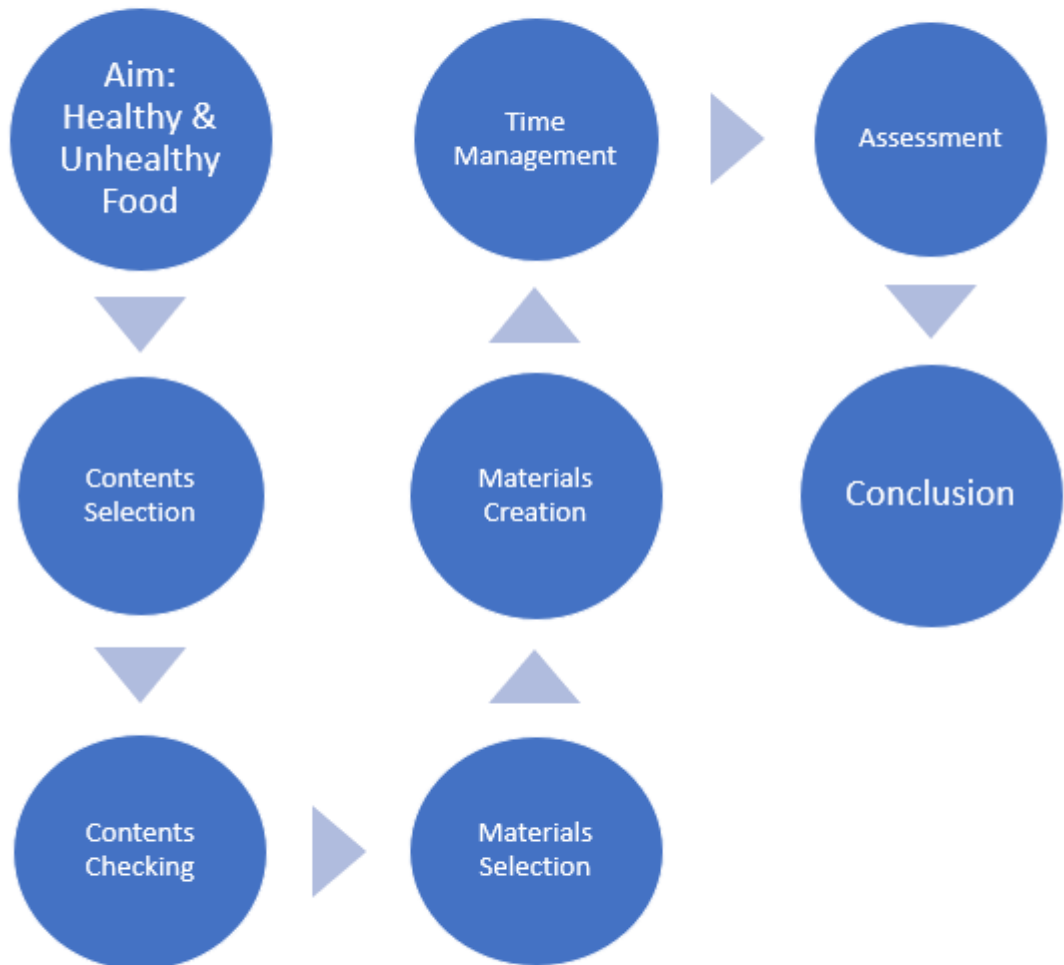 Aim:
Healthy &
Unhealthy
Food
Contents
Selection
Contents
Checking
Materials
Selection
Materials
Creation
Time
Management
Assessment
Conclusion